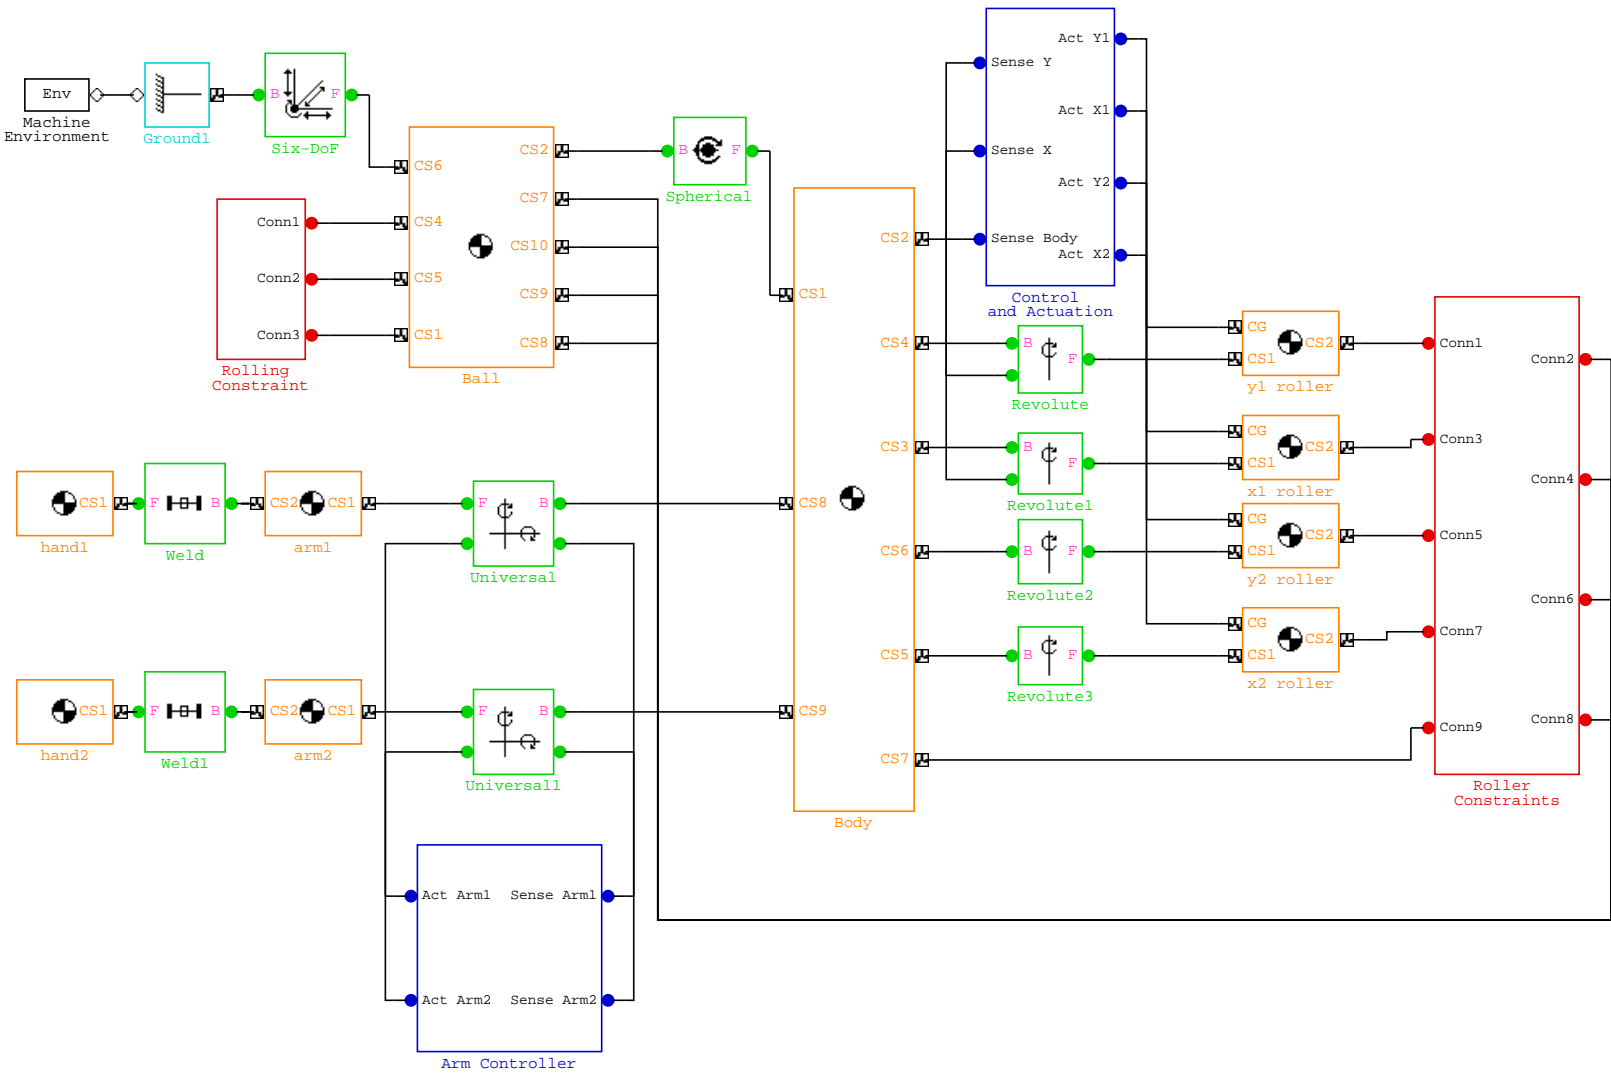 Env
Machine
Environment
Ground1
B
F
Six-DoF
Conn1
Conn2
Conn3
Rolling
Constraint
CS6
CS4
CS5
CS1
CS2
CS7
CS10
CS9
CS8
Ball
B
F
Spherical
CS1
CS8
CS9
CS2
CS4
CS3
CS6
CS5
CS7
Body
Act Y1
Sense Y
Act X1
Sense X
Act Y2
Sense Body
Act X2
Control
and Actuation
B
F
Revolute
B
F
Revolute1
B
F
Revolute2
B
F
Revolute3
CG
CS1
CS2
y1 roller
CG
CS1
CS2
x1 roller
CG
CS1
CS2
y2 roller
CG
CS1
CS2
x2 roller
Conn1
Conn2
Conn3
Conn4
Conn5
Conn6
Conn7
Conn8
Conn9
Roller
Constraints
CS1
hand1
F
B
Weld
CS2
CS1
arm1
F
B
Universal
CS1
hand2
F
B
Weld1
CS2
CS1
arm2
F
B
Universal1
Act Arm1
Sense Arm1
Act Arm2
Sense Arm2
Arm Controller